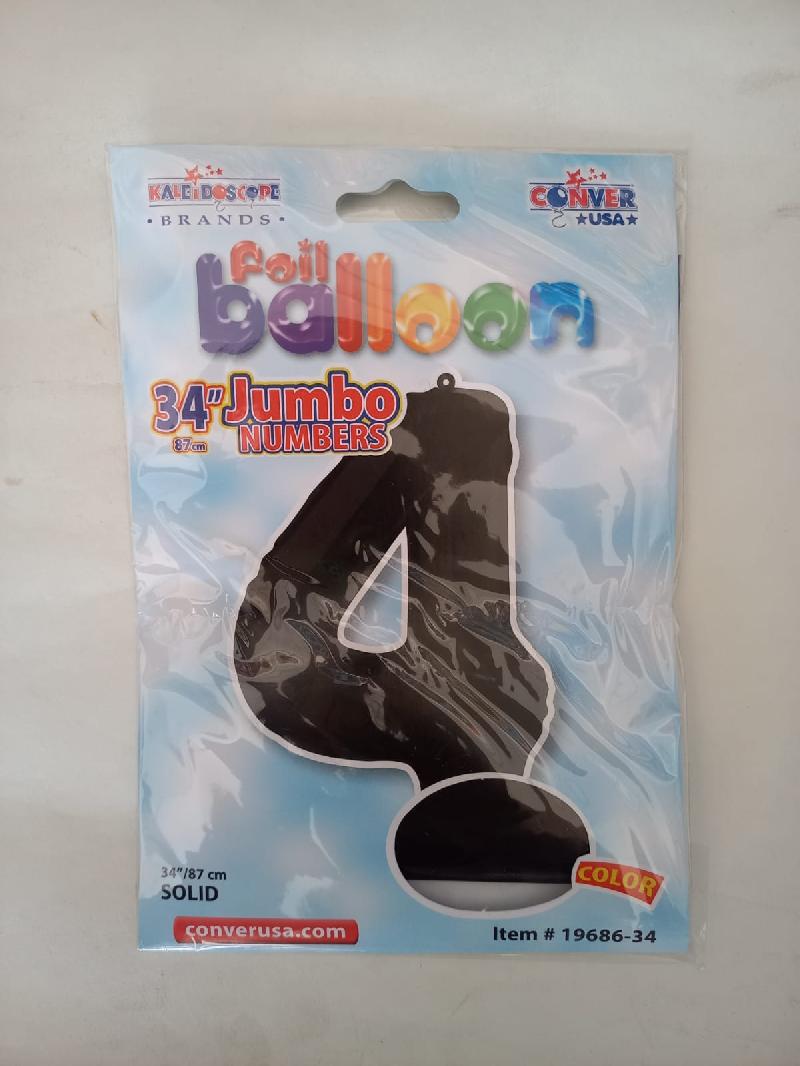 KALEIDOSCOPE
• BRANDS •
CONVER
★USA★
foil
balloon
34" Jumbo
87cm NUMBERS
4
34"/87 cm
SOLID
COLOR
converusa.com
Item # 19686-34